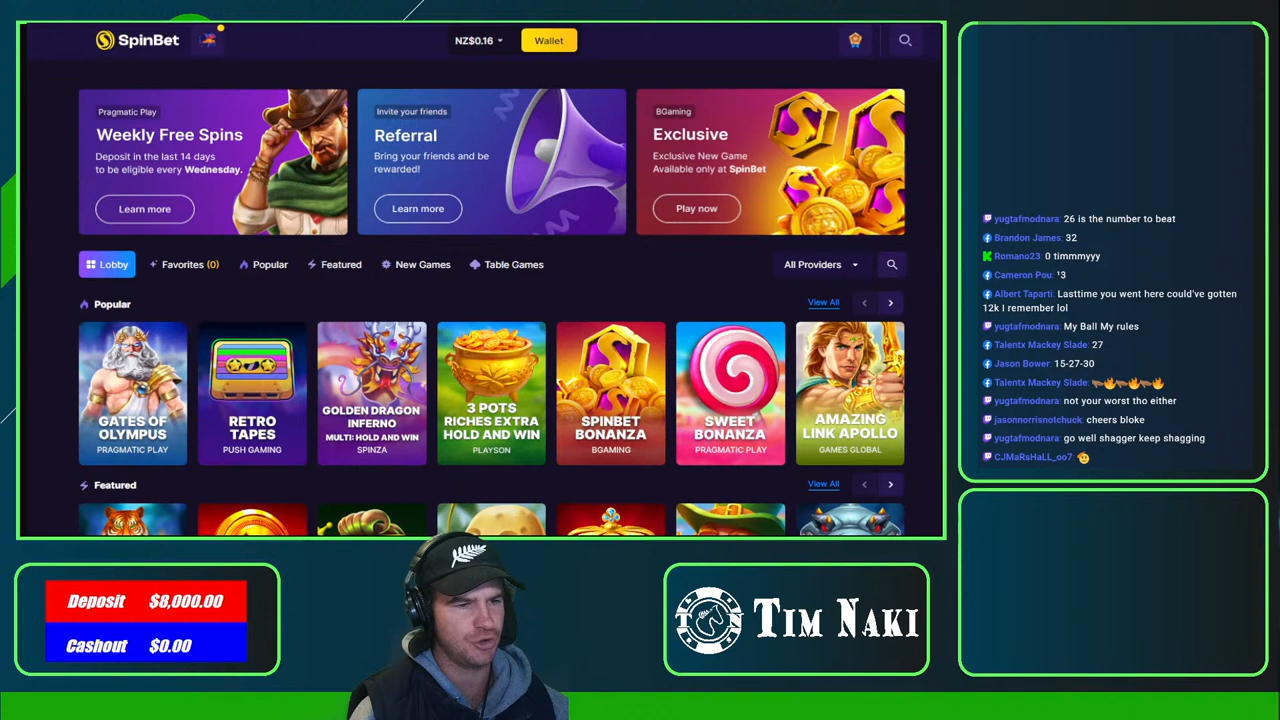 SpinBet
NZ$0.16
Wallet
Pragmatic Play
Weekly Free Spins
Deposit in the last 14 days
to be eligible every Wednesday.
Learn more
Invite your friends
Referral
Bring your friends and be
rewarded!
Learn more
BGaming
Exclusive
Exclusive New Game
Available only at SpinBet
Play now
Lobby
Favorites (0)
Popular
Featured
New Games
Table Games
All Providers
Popular
View All
GATES OF
OLYMPUS
PRAGMATIC PLAY
RETRO
TAPES
PUSH GAMING
GOLDEN DRAGON
INFERNO
MULTI: HOLD AND WIN
SPINZA
3 POTS
RICHES EXTRA
HOLD AND WIN
PLAYSON
SPINBET
BONANZA
BGAMING
SWEET
BONANZA
PRAGMATIC PLAY
AMAZING
LINK APOLLO
GAMES GLOBAL
Featured
View All
yugtafmodnara: 26 is the number to beat
Brandon James: 32
Romano23: 0 timmmyyy
Cameron Pou: ¹3
Albert Taparti: Lasttime you went here could've gotten
12k I remember lol
yugtafmodnara: My Ball My rules
Talentx Mackey Slade: 27
Jason Bower: 15-27-30
Talentx Mackey Slade:
yugtafmodnara: not your worst tho either
jasonnorrisnotchuck: cheers bloke
yugtafmodnara: go well shagger keep shagging
CJMaRsHaLL_oo7:
Deposit $8,000.00
Cashout $0.00
TIM NAKI